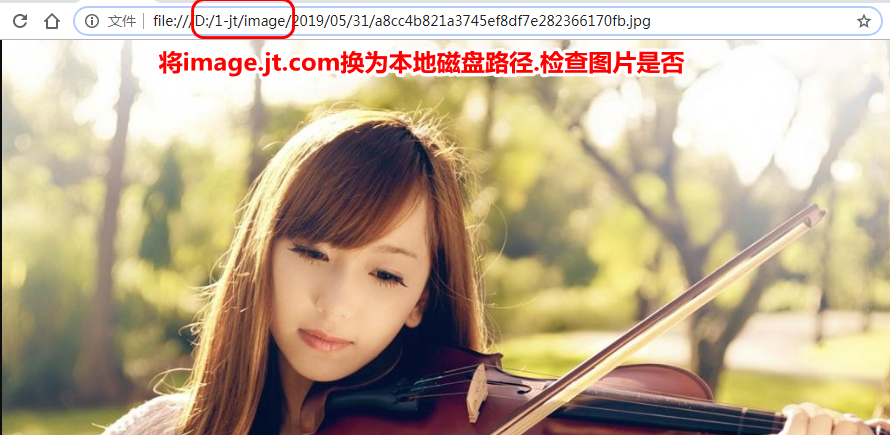 文件 | file:///D:/1-jt/image/2019/05/31/a8cc4b821a3745ef8df7e282366170fb.jpg
将image.jt.com换为本地磁盘路径.检查图片是否